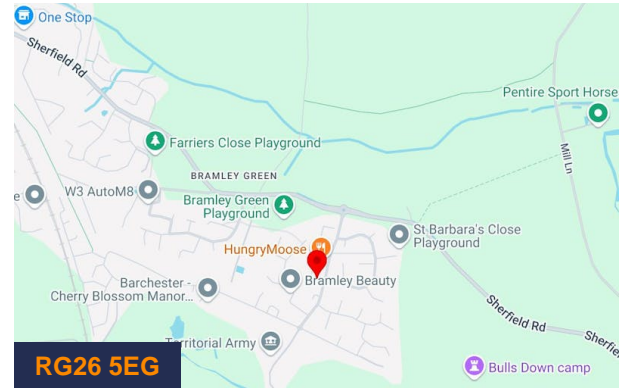 One Stop
Sherfield Rd
Pentire Sport Horse
Mill Ln
Farriers Close Playground
BRAMLEY GREEN
W3 AutoM8
e
Bramley Green
Playground
St Barbara's Close
Playground
HungryMoose
Bramley Beauty
Barchester -
Cherry Blossom Manor...
Sherfield Rd
Sherfie
Territorial Army
Bulls Down camp
RG26 5EG